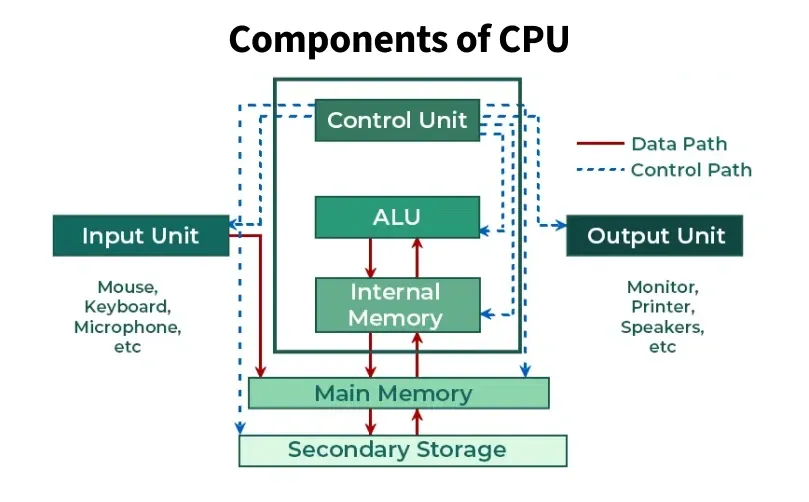 Components of CPU
Control Unit
Data Path
Control Path
ALU
Input Unit
Output Unit
Mouse,
Keyboard,
Microphone,
etc
Internal
Memory
Monitor,
Printer,
Speakers,
etc
Main Memory
Secondary Storage